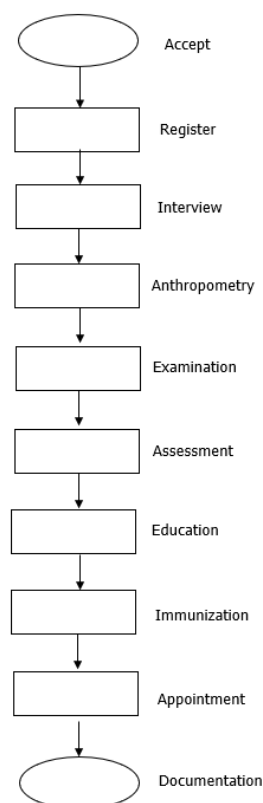 Accept
Register
Interview
Anthropometry
Examination
Assessment
Education
Immunization
Appointment
Documentation